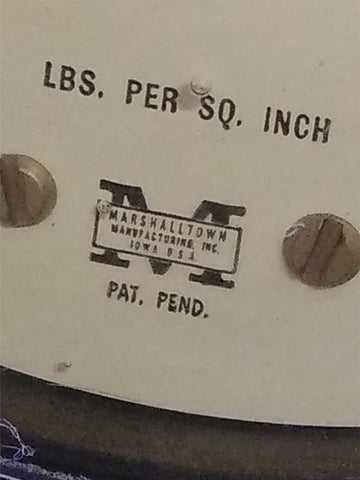 LBS. PER SQ. INCH
M
MARSHALLTOWN
MANUFACTURING, INC.
IOWA U S A.
PAT. PEND.